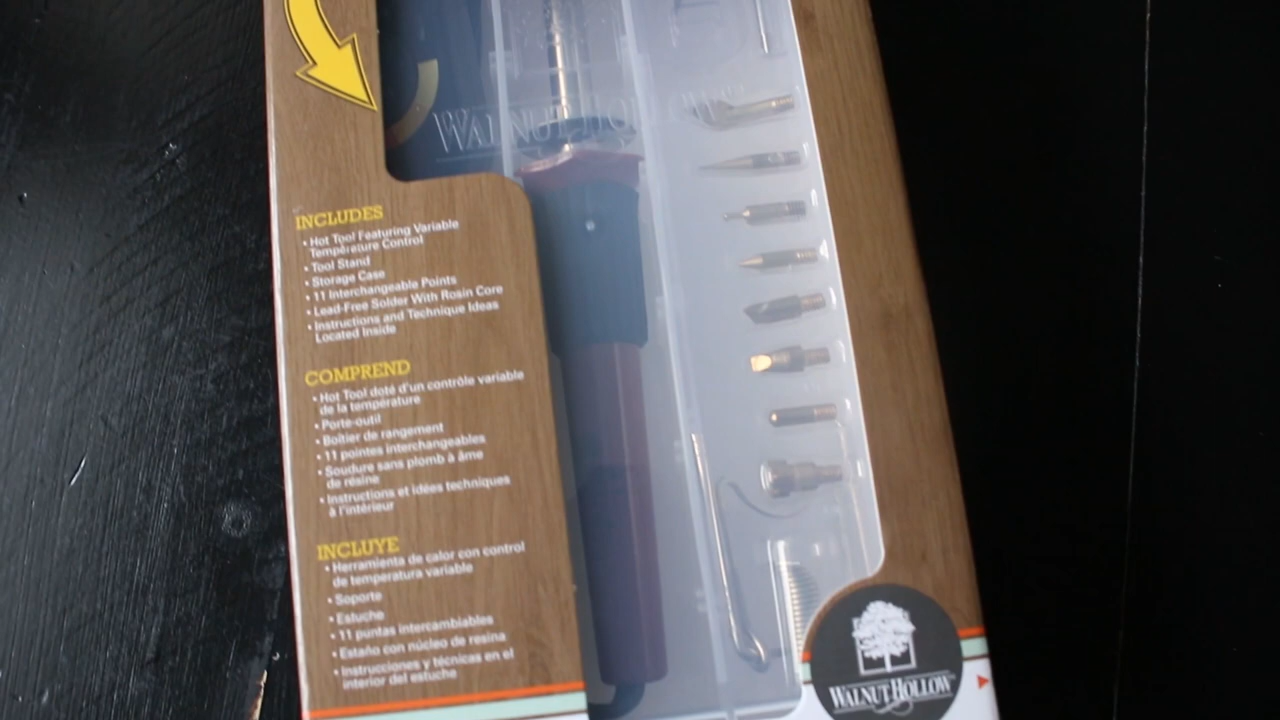 WALNUT HOLLOW
INCLUDES
• Hot Tool Featuring Variable
Temperature Control
• Tool Stand
• Storage Case
• 11 Interchangeable Points
• Lead-Free Solder With Rosin Core
• Instructions and Technique Ideas
Located Inside
COMPREND
• Hot Tool doté d'un contrôle variable
de la température
• Porte-outil
• Boîtier de rangement
• 11 pointes interchangeables
• Soudure sans plomb à âme
de résine
• Instructions et idées techniques
à l'intérieur
INCLUYE
• Herramienta de calor con control
de temperatura variable
• Soporte
• Estuche
• 11 puntas intercambiables
• Estaño con núcleo de resina
• Instrucciones y técnicas en el
interior del estuche
WALNUT HOLLOW